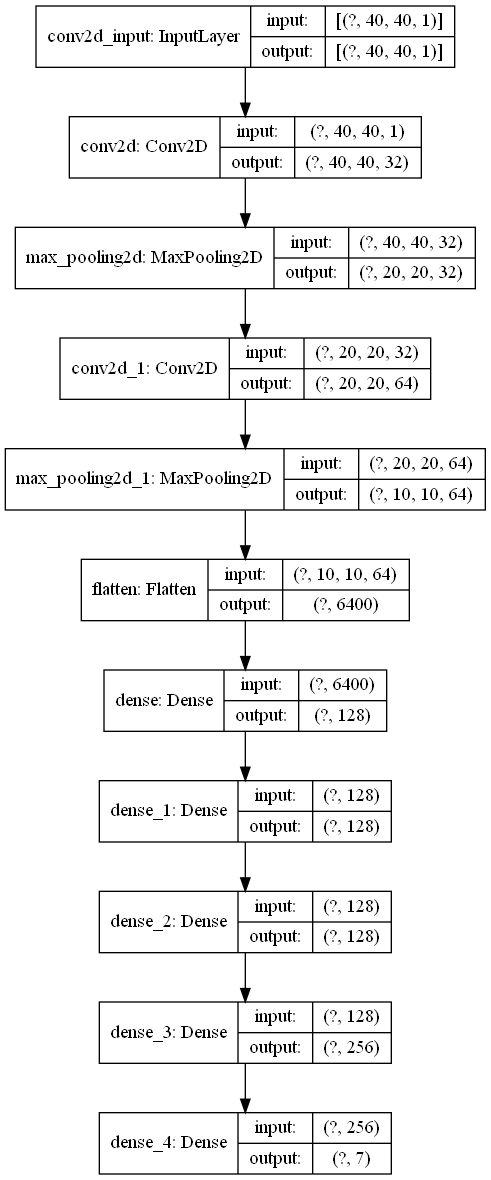 conv2d_input: InputLayer
input: [(?, 40, 40, 1)]
output: [(?, 40, 40, 1)]
conv2d: Conv2D
input: (?, 40, 40, 1)
output: (?, 40, 40, 32)
max_pooling2d: MaxPooling2D
input: (?, 40, 40, 32)
output: (?, 20, 20, 32)
conv2d_1: Conv2D
input: (?, 20, 20, 32)
output: (?, 20, 20, 64)
max_pooling2d_1: MaxPooling2D
input: (?, 20, 20, 64)
output: (?, 10, 10, 64)
flatten: Flatten
input: (?, 10, 10, 64)
output: (?, 6400)
dense: Dense
input: (?, 6400)
output: (?, 128)
dense_1: Dense
input: (?, 128)
output: (?, 128)
dense_2: Dense
input: (?, 128)
output: (?, 128)
dense_3: Dense
input: (?, 128)
output: (?, 256)
dense_4: Dense
input: (?, 256)
output: (?, 7)